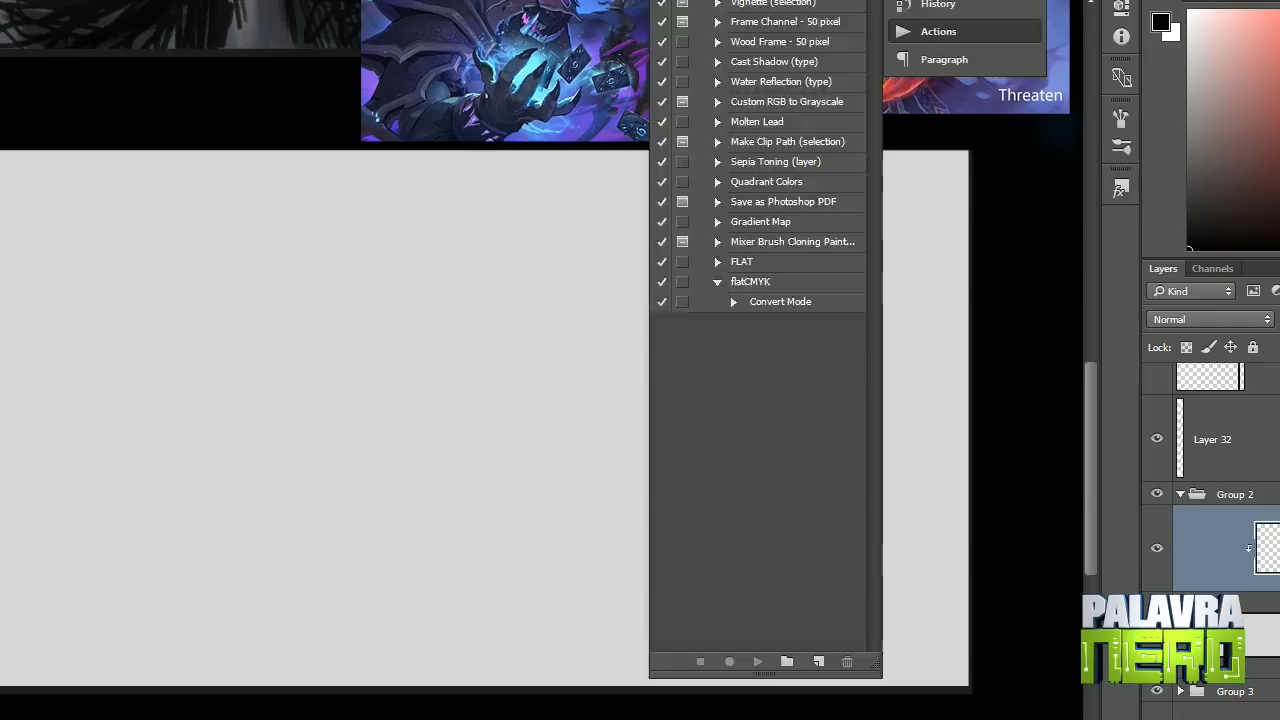 Vignette (selection)
Frame Channel - 50 pixel
Wood Frame - 50 pixel
Cast Shadow (type)
Water Reflection (type)
Custom RGB to Grayscale
Molten Lead
Make Clip Path (selection)
Sepia Toning (layer)
Quadrant Colors
Save as Photoshop PDF
Gradient Map
Mixer Brush Cloning Paint...
FLAT
flatCMYK
Convert Mode
History
Actions
Paragraph
Threaten
Layers Channels
Kind
Normal
Lock:
Layer 32
Group 2
PALAVRA
NERD
Group 3